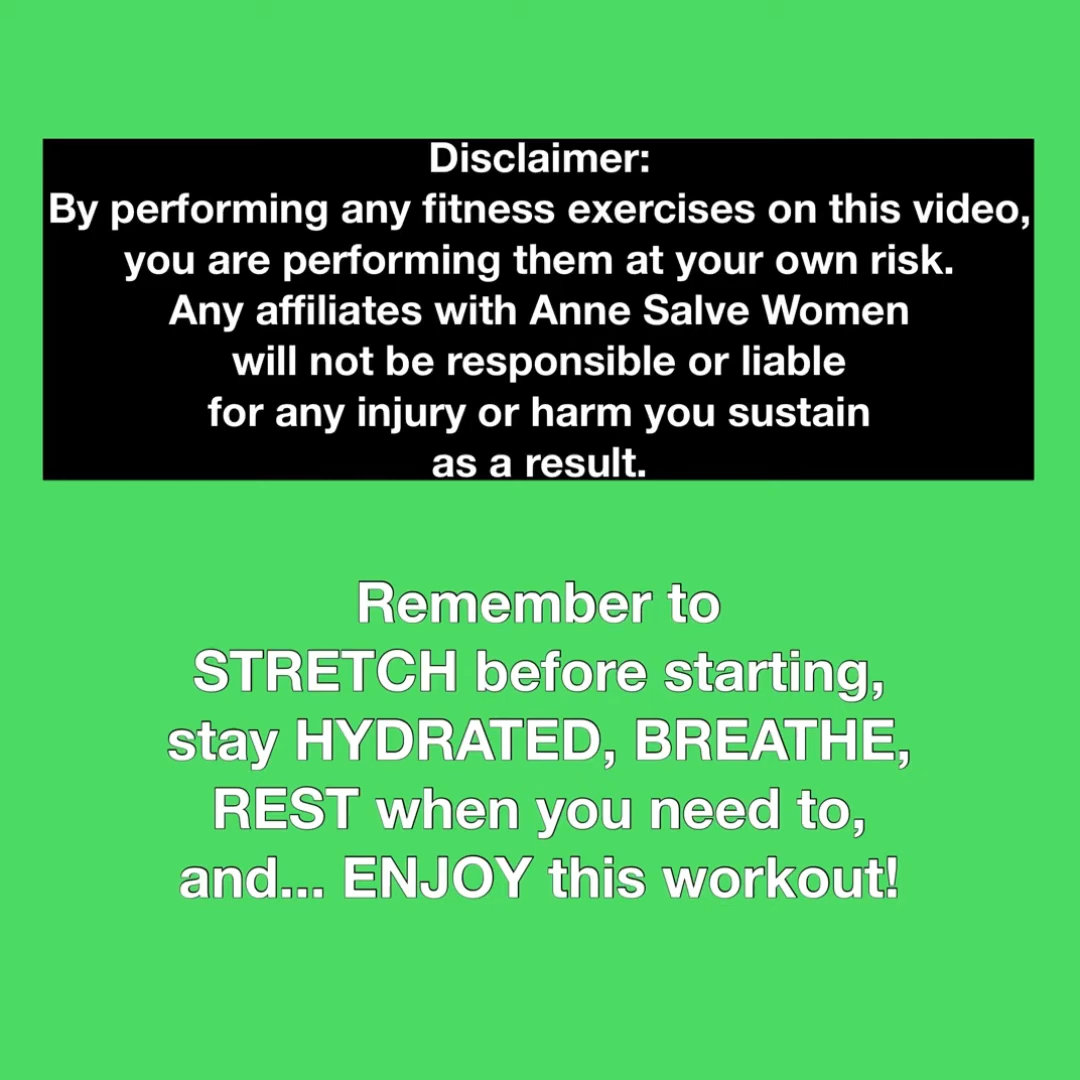 Disclaimer:
By performing any fitness exercises on this video,
you are performing them at your own risk.
Any affiliates with Anne Salve Women
will not be responsible or liable
for any injury or harm you sustain
as a result.
Remember to
STRETCH before starting,
stay HYDRATED, BREATHE,
REST when you need to,
and... ENJOY this workout!